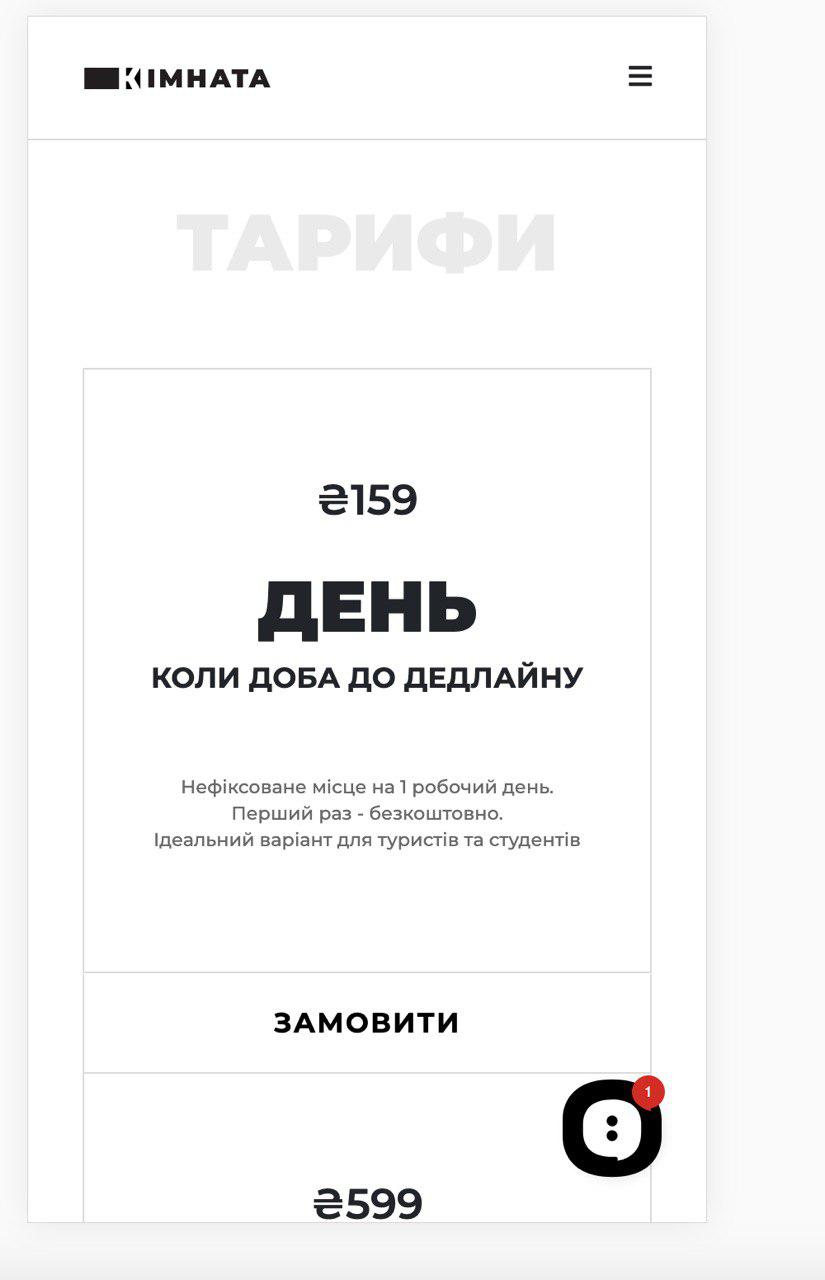 КІМНАТА
ТАРИФИ
₴159
ДЕНЬ
КОЛИ ДОБА ДО ДЕДЛАЙНУ
Нефіксоване місце на 1 робочий день.
Перший раз - безкоштовно.
Ідеальний варіант для туристів та студентів
ЗАМОВИТИ
1
₴599